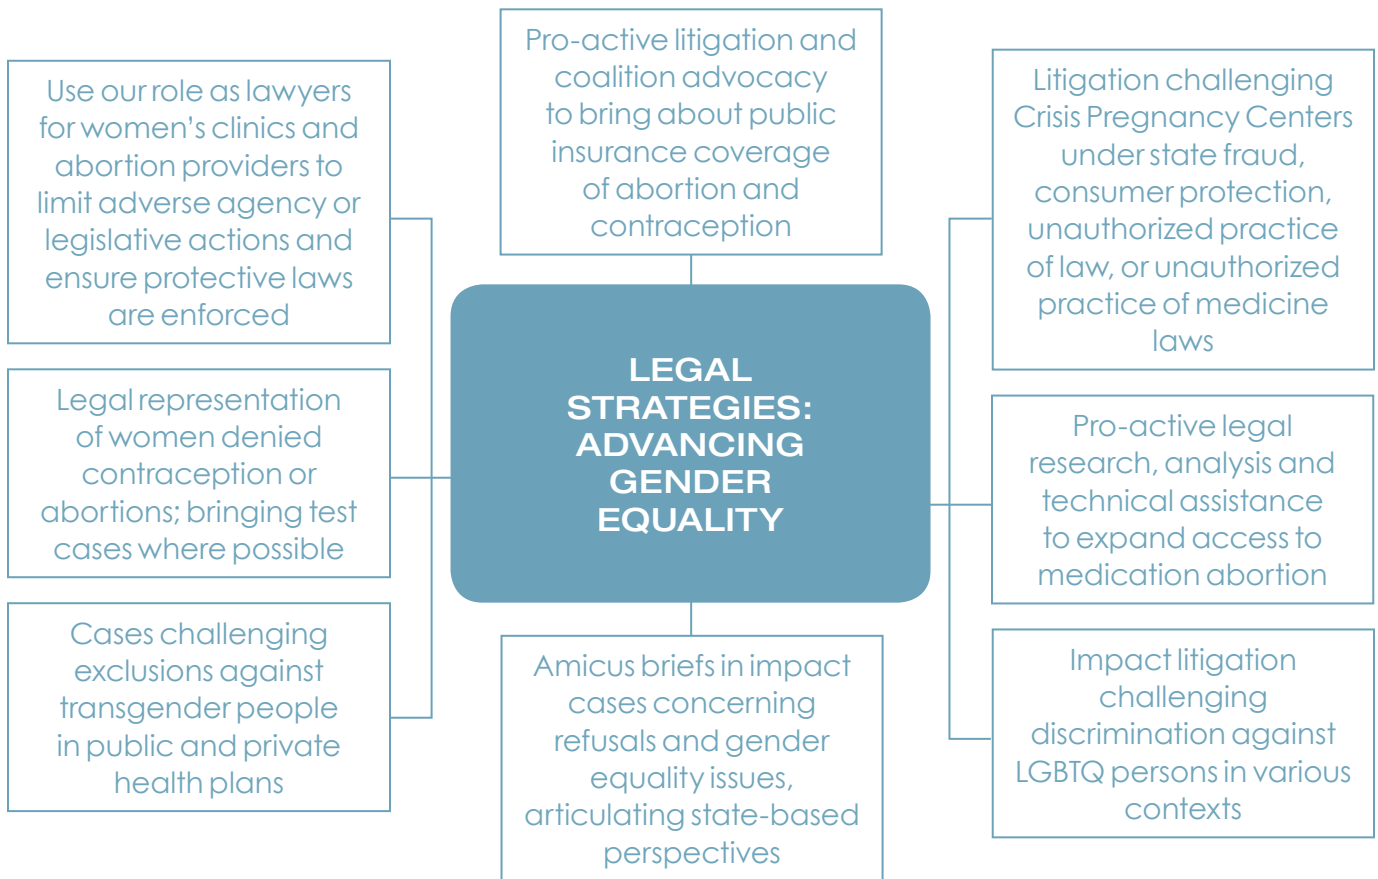 Use our role as lawyers
for women's clinics and
abortion providers to
limit adverse agency or
legislative actions and
ensure protective laws
are enforced
Legal representation
of women denied
contraception or
abortions; bringing test
cases where possible
Cases challenging
exclusions against
transgender people
in public and private
health plans
Pro-active litigation and
coalition advocacy
to bring about public
insurance coverage
of abortion and
contraception
LEGAL
STRATEGIES:
ADVANCING
GENDER
EQUALITY
Amicus briefs in impact
cases concerning
refusals and gender
equality issues,
articulating state-based
perspectives
Litigation challenging
Crisis Pregnancy Centers
under state fraud,
consumer protection,
unauthorized practice
of law, or unauthorized
practice of medicine
laws
Pro-active legal
research, analysis and
technical assistance
to expand access to
medication abortion
Impact litigation
challenging
discrimination against
LGBTQ persons in various
contexts